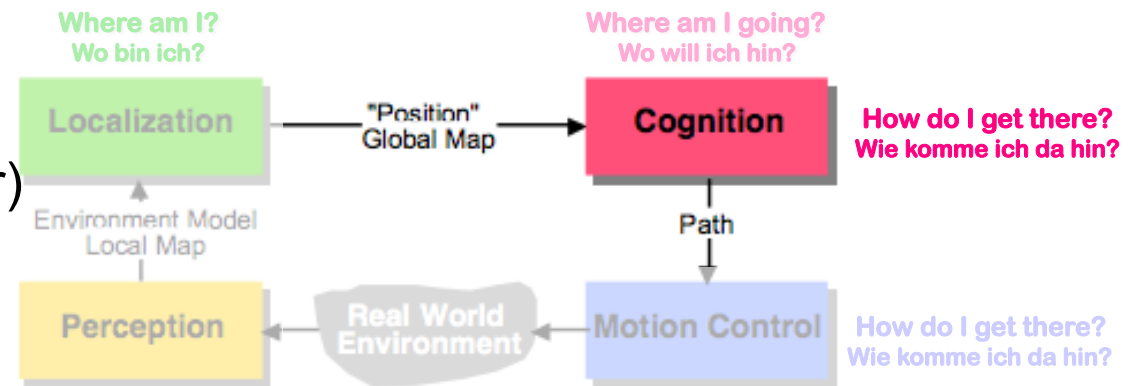 Where am I?
Wo bin ich?
Where am I going?
Wo will ich hin?
Localization
"Position"
Global Map
Cognition
How do I get there?
Wie komme ich da hin?
r)
Environment Model
Local Map
Path
Perception
Real World
Environment
Motion Control
How do I get there?
Wie komme ich da hin?